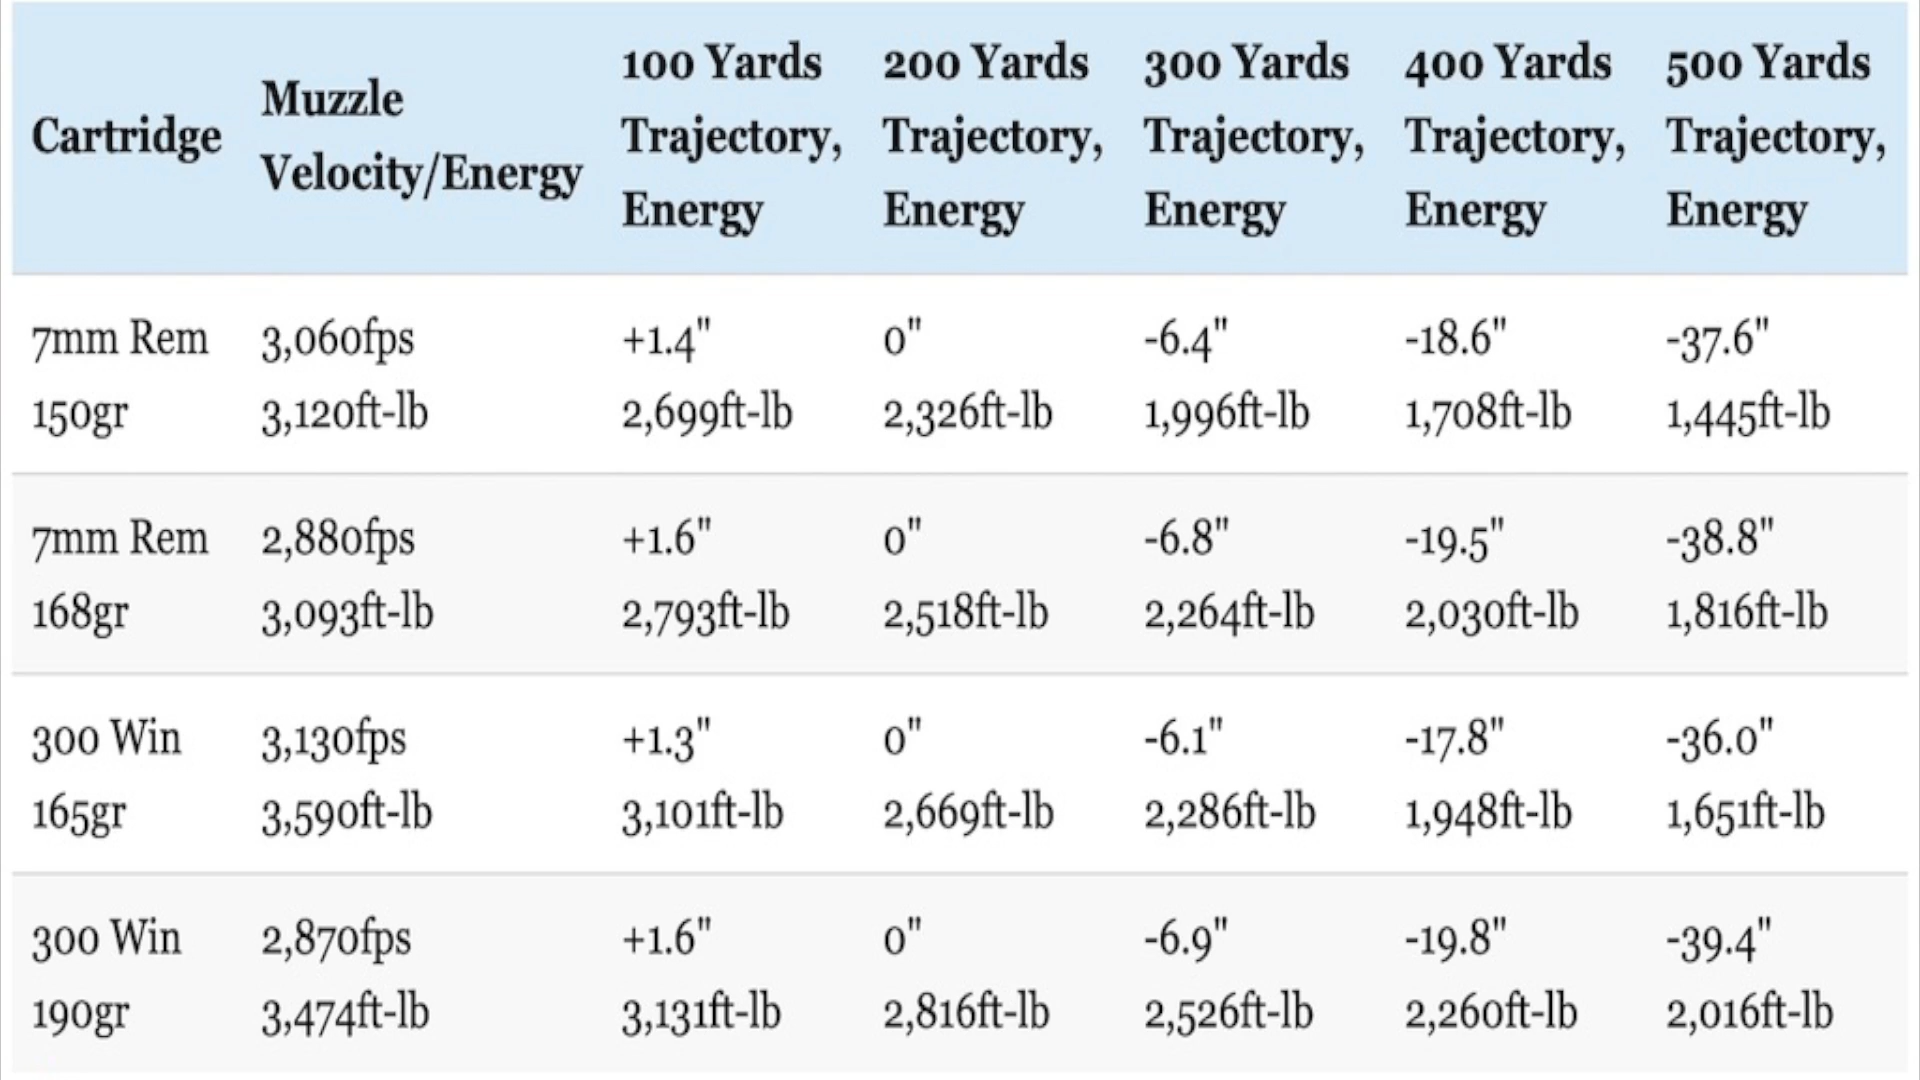 Cartridge
Muzzle
Velocity/Energy
100 Yards
Trajectory,
Energy
200 Yards
Trajectory,
Energy
300 Yards
Trajectory,
Energy
400 Yards
Trajectory,
Energy
500 Yards
Trajectory,
Energy
7mm Rem
150gr
3,060fps
3,120ft-lb
+1.4"
2,699ft-lb
0"
2,326ft-lb
-6.4"
1,996ft-lb
-18.6"
1,708ft-lb
-37.6"
1,445ft-lb
7mm Rem
168gr
2,880fps
3,093ft-lb
+1.6"
2,793ft-lb
0"
2,518ft-lb
-6.8"
2,264ft-lb
-19.5"
2,030ft-lb
-38.8"
1,816ft-lb
300 Win
165gr
3,130fps
3,590ft-lb
+1.3"
3,101ft-lb
0"
2,669ft-lb
-6.1"
2,286ft-lb
-17.8"
1,948ft-lb
-36.0"
1,651ft-lb
300 Win
190gr
2,870fps
3,474ft-lb
+1.6"
3,131ft-lb
0"
2,816ft-lb
-6.9"
2,526ft-lb
-19.8"
2,260ft-lb
-39.4"
2,016ft-lb